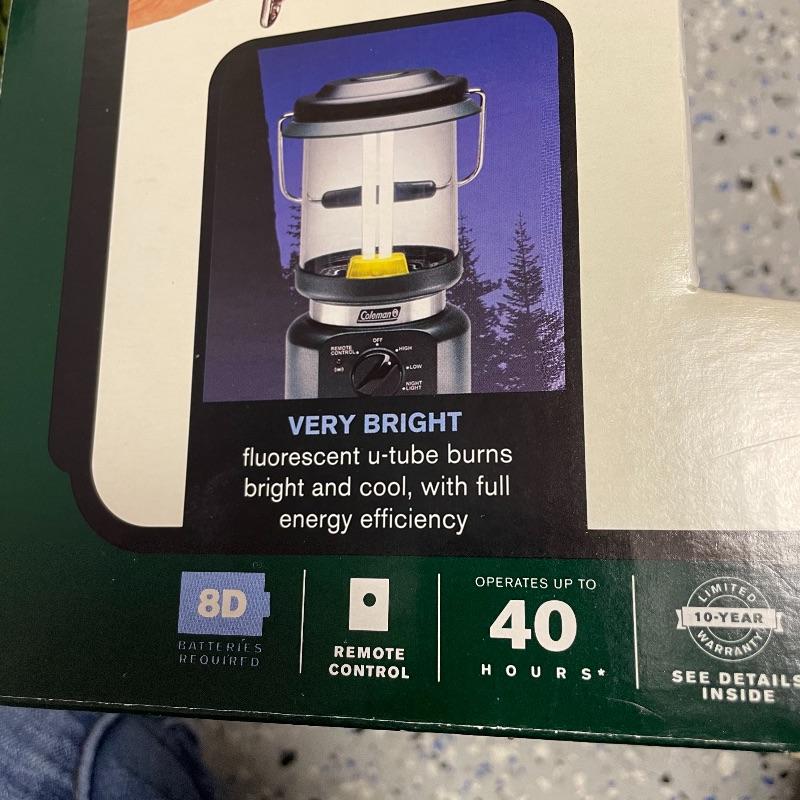 Coleman
OFF
REMOTE
CONTROL
HIGH
LOW
NIGHT
LIGHT
VERY BRIGHT
fluorescent u-tube burns
bright and cool, with full
energy efficiency
8D
BATTERIES
REQUIRED
REMOTE
CONTROL
OPERATES UP TO
40
HOURS*
LIMITED
10-YEAR
WARRANTY
SEE DETAILS
INSIDE